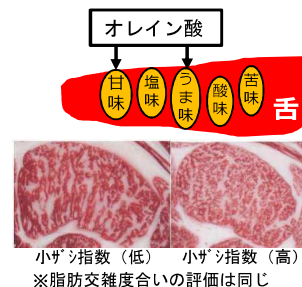 オレイン酸
甘味
塩味
うま味
酸味
苦味
舌
小ｻﾞｼ指数（低）
小ｻﾞｼ指数（高）
※脂肪交雑度合いの評価は同じ